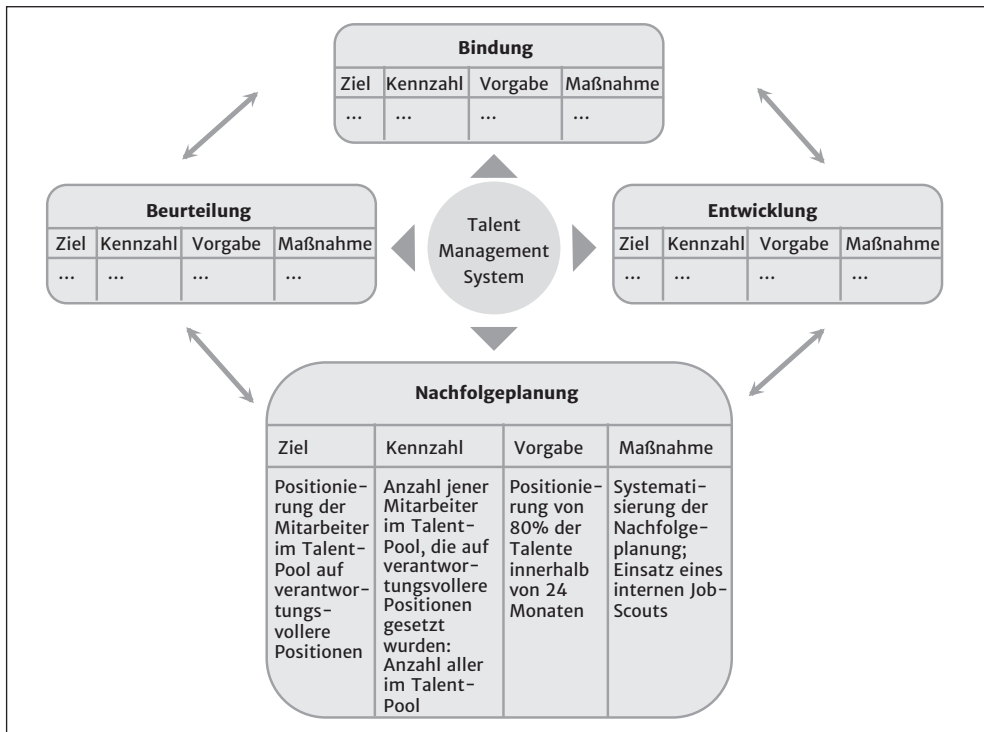 Bindung
Ziel Kennzahl Vorgabe Maßnahme
... ... ... ...
Beurteilung
Ziel Kennzahl Vorgabe Maßnahme
... ... ... ...
Talent
Management
System
Entwicklung
Ziel Kennzahl Vorgabe Maßnahme
... ... ... ...
Nachfolgeplanung
Ziel Kennzahl Vorgabe Maßnahme
Positionie-
rung der
Mitarbeiter
im Talent-
Pool auf
verantwor-
tungs-
vollere
Positionen
Anzahl jener
Mitarbeiter
im Talent-
Pool, die auf
verantwor-
tungsvollere
Positionen
gesetzt
wurden:
Anzahl aller
im Talent-
Pool
Positionie-
rung von
80% der
Talente
innerhalb
von 24
Monaten
Systemati-
sierung der
Nachfolge-
planung;
Einsatz eines
internen Job-
Scouts